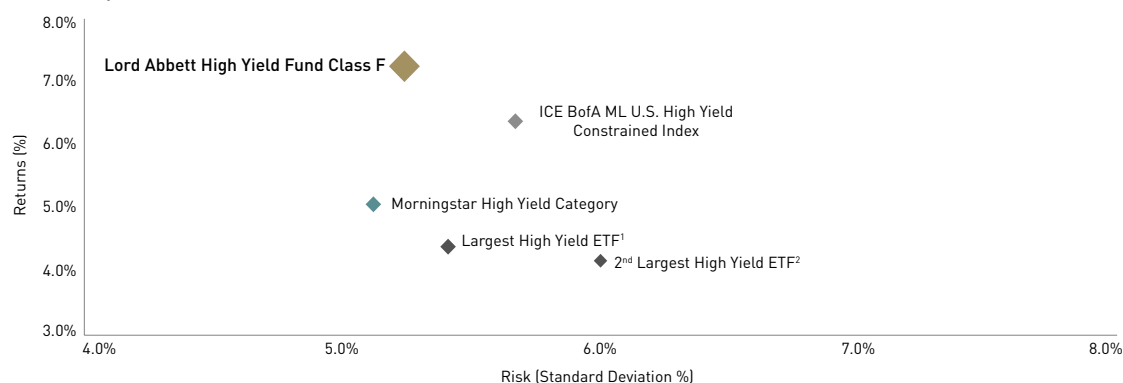 8.0%
Lord Abbett High Yield Fund Class F
7.0%
ICE BofA ML U.S. High Yield
Constrained Index
6.0%
Returns (%)
5.0%
Morningstar High Yield Category
Largest High Yield ETF¹
4.0%
2ⁿᵈ Largest High Yield ETF²
3.0%
4.0% 5.0% 6.0% 7.0% 8.0%
Risk (Standard Deviation %)